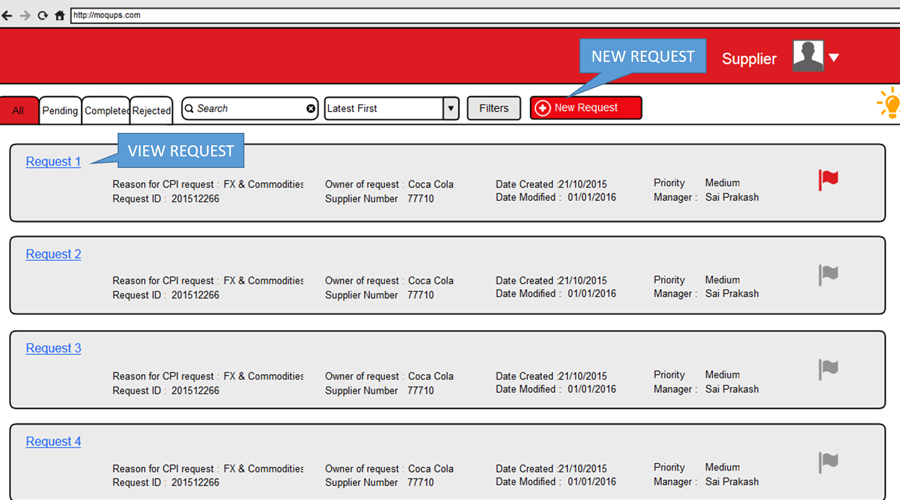 http://moqups.com
NEW REQUEST
Supplier
All
Pending
Completed
Rejected
Search
Latest First
Filters
New Request
VIEW REQUEST
Request 1
Reason for CPI request : FX & Commodities
Owner of request : Coca Cola
Date Created :21/10/2015
Priority Medium
Request ID : 201512266
Supplier Number 77710
Date Modified : 01/01/2016
Manager : Sai Prakash
Request 2
Reason for CPI request : FX & Commodities
Owner of request : Coca Cola
Date Created :21/10/2015
Priority Medium
Request ID : 201512266
Supplier Number 77710
Date Modified : 01/01/2016
Manager : Sai Prakash
Request 3
Reason for CPI request : FX & Commodities
Owner of request : Coca Cola
Date Created :21/10/2015
Priority Medium
Request ID : 201512266
Supplier Number 77710
Date Modified : 01/01/2016
Manager : Sai Prakash
Request 4
Reason for CPI request : FX & Commodities
Owner of request : Coca Cola
Date Created :21/10/2015
Priority Medium
Request ID : 201512266
Supplier Number 77710
Date Modified : 01/01/2016
Manager : Sai Prakash